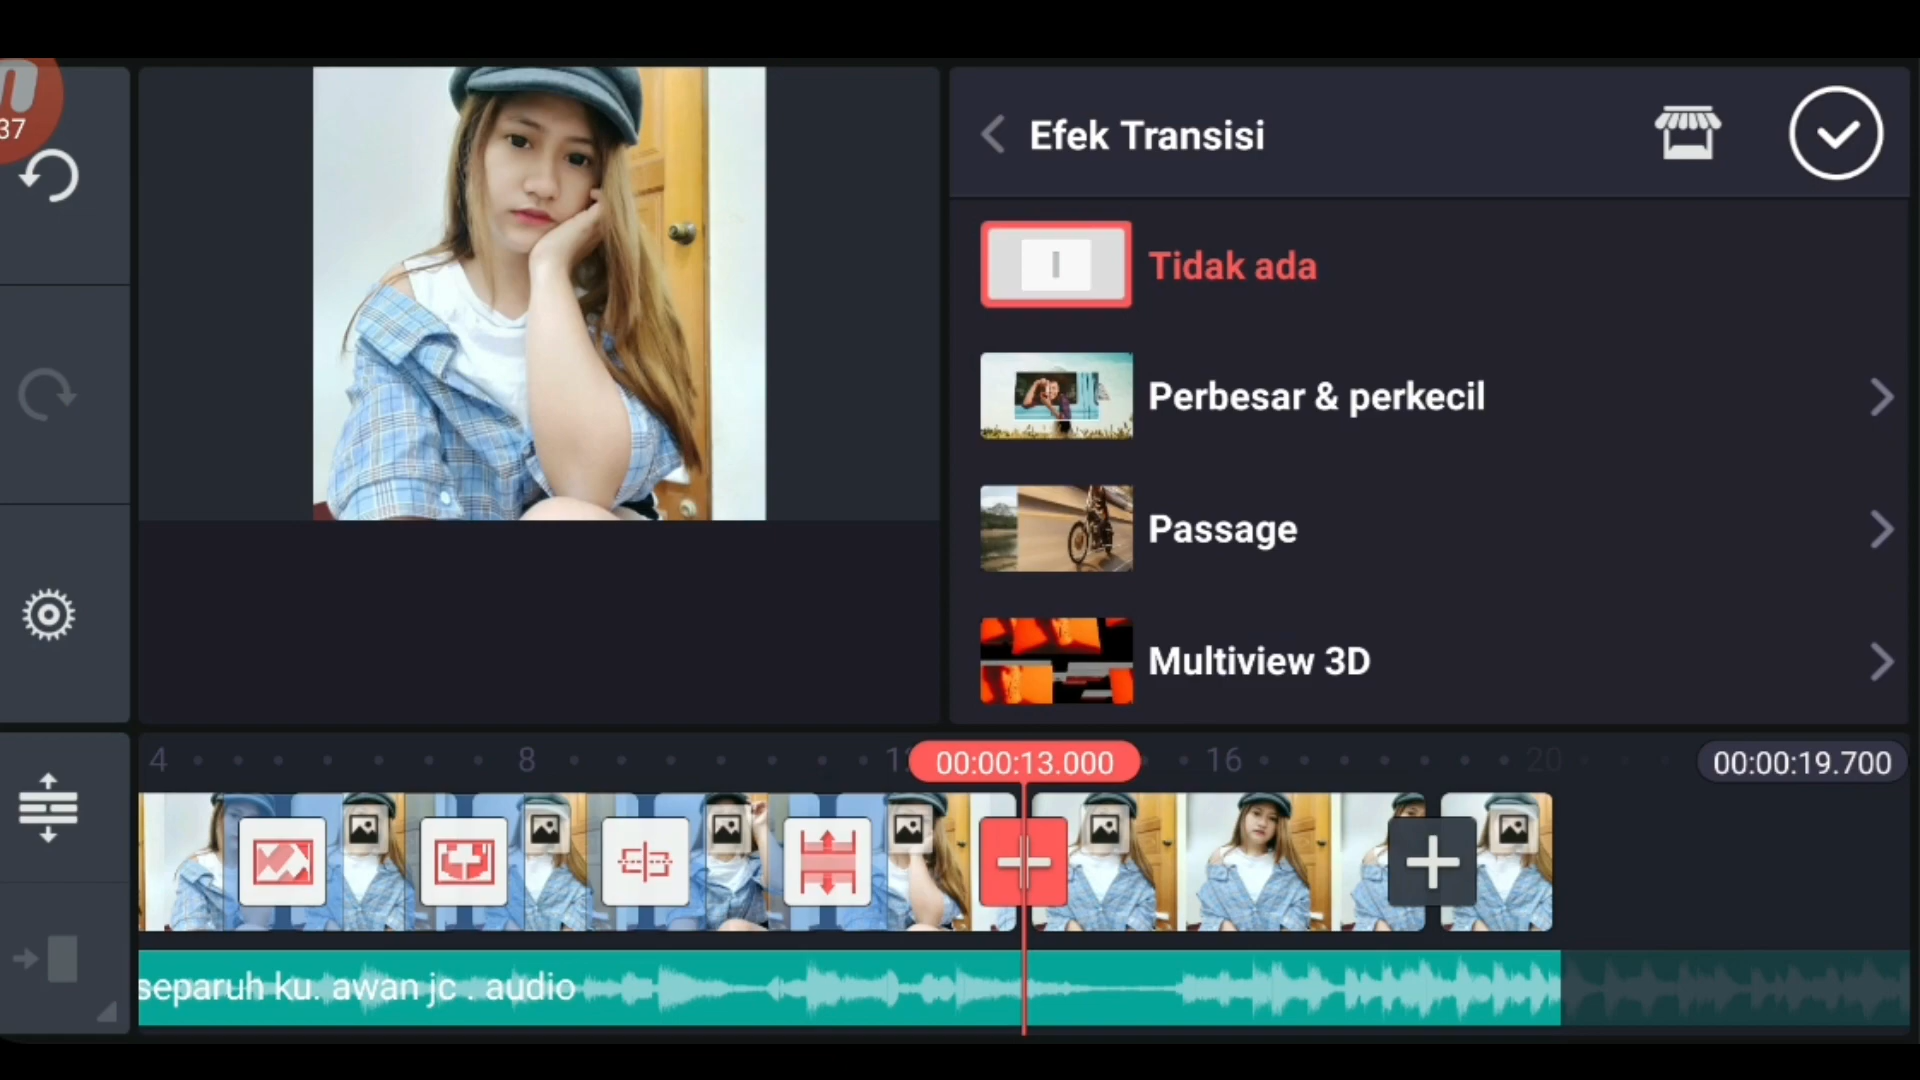 37
Efek Transisi
Tidak ada
Perbesar & perkecil
Passage
Multiview 3D
4
8
00:00:13.000
16
20
00:00:19.700
separuh ku. awan jc . audio